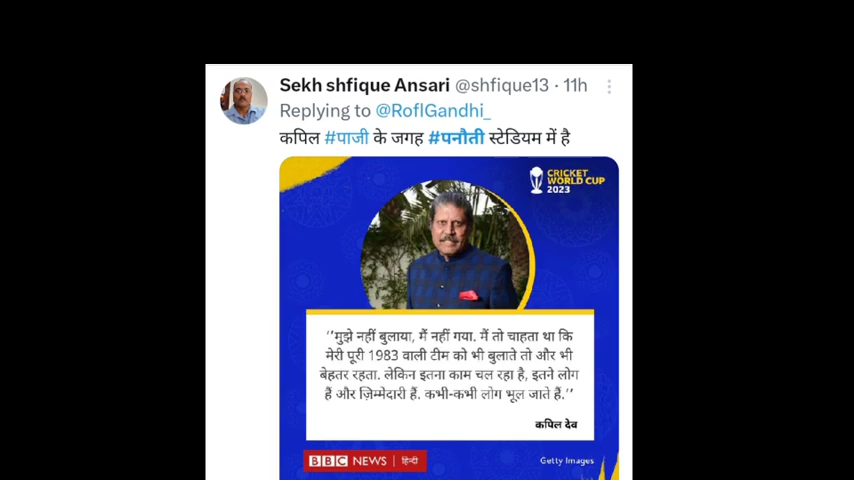 Sekh shfique Ansari @shfique13 · 11h
Replying to @RoflGandhi_
कपिल #पाजी के जगह #पनौती स्टेडियम में है
CRICKET
WORLD CUP
2023
‘‘मुझे नहीं बुलाया, मैं नहीं गया. मैं तो चाहता था कि
मेरी पूरी 1983 वाली टीम को भी बुलाते तो और भी
बेहतर रहता. लेकिन इतना काम चल रहा है, इतने लोग
हैं और ज़िम्मेदारी हैं. कभी-कभी लोग भूल जाते हैं.’’
कपिल देव
BBC NEWS | हिन्दी
Getty Images